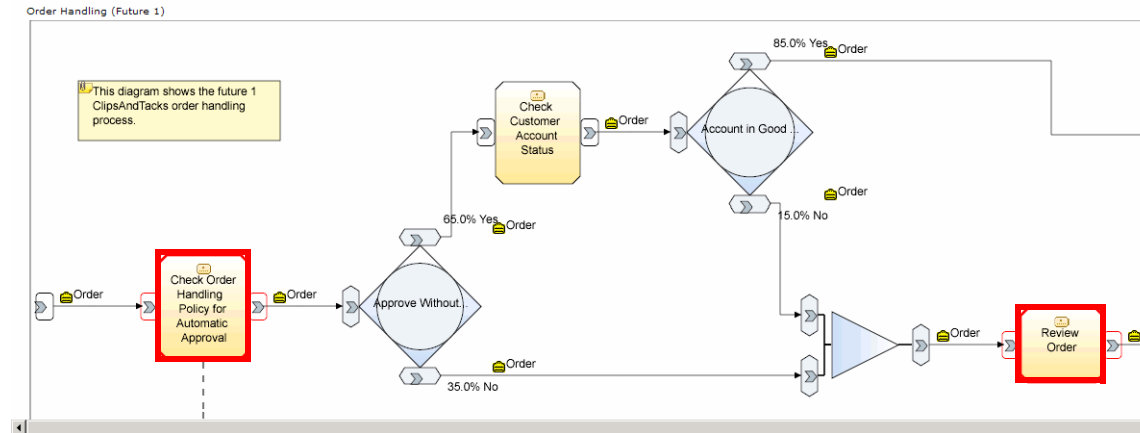 Order Handling (Future 1)
This diagram shows the future 1
ClipsAndTacks order handling
process.
85.0% Yes
Order
Check
Customer
Account
Status
Order
Account in Good ...
Order
15.0% No
65.0% Yes
Order
Order
Check Order
Handling
Policy for
Automatic
Approval
Order
Approve Without...
Order
35.0% No
Order
Review
Order